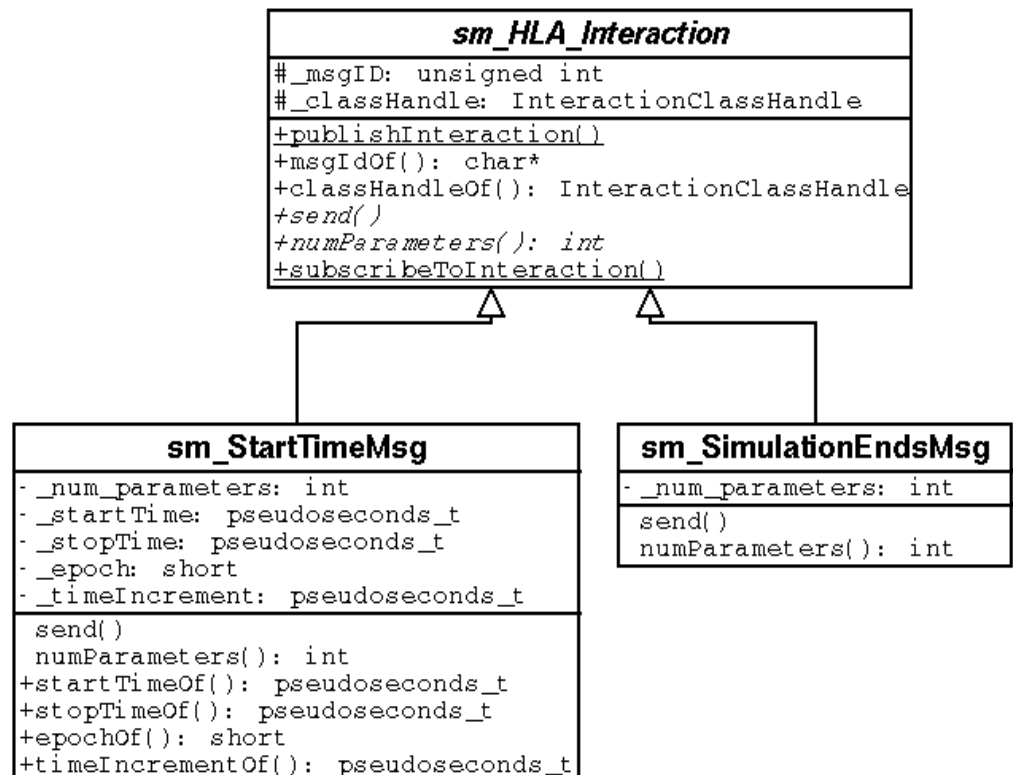 sm_HLA_Interaction
#_msgID: unsigned int
#_classHandle: InteractionClassHandle
+publishInteraction()
+msgIdOf(): char*
+classHandleOf(): InteractionClassHandle
+send()
+numParameters(): int
+subscribeToInteraction()
sm_StartTimeMsg
-_num_parameters: int
-_startTime: pseudoseconds_t
-_stopTime: pseudoseconds_t
-_epoch: short
-_timeIncrement: pseudoseconds_t
send()
numParameters(): int
+startTimeOf(): pseudoseconds_t
+stopTimeOf(): pseudoseconds_t
+epochOf(): short
+timeIncrementOf(): pseudoseconds_t
sm_SimulationEndsMsg
-_num_parameters: int
send()
numParameters(): int